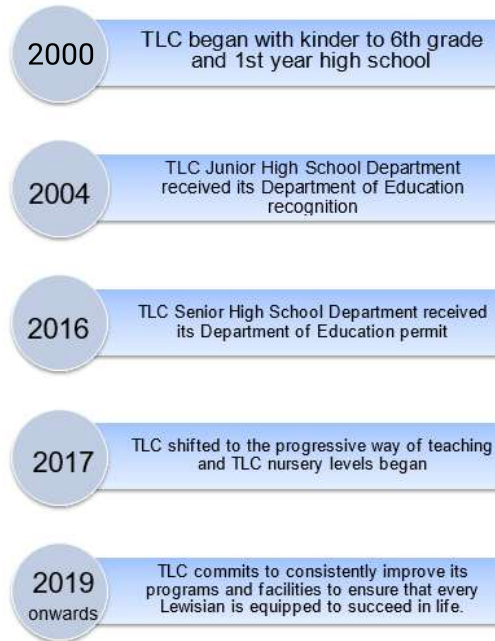 2000
TLC began with kinder to 6th grade
and 1st year high school
2004
TLC Junior High School Department
received its Department of Education
recognition
2016
TLC Senior High School Department received
its Department of Education permit
2017
TLC shifted to the progressive way of teaching
and TLC nursery levels began
2019
onwards
TLC commits to consistently improve its
programs and facilities to ensure that every
Lewisian is equipped to succeed in life.